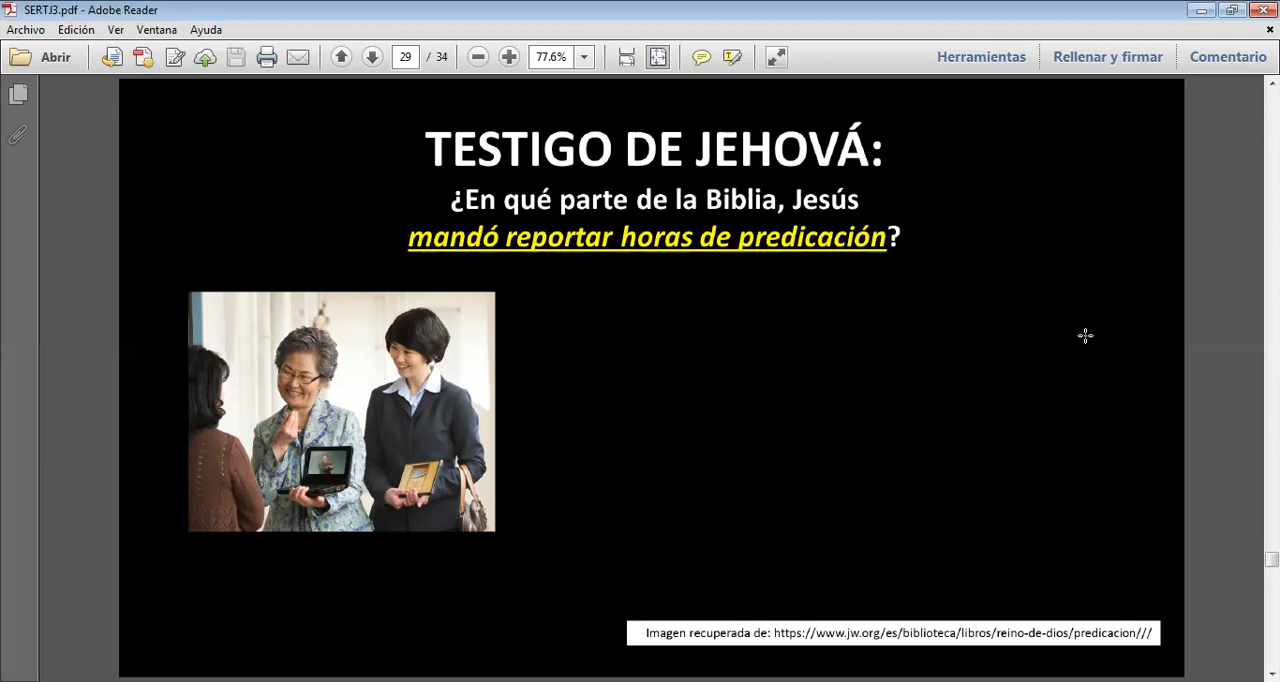 SERTJ3.pdf - Adobe Reader
Archivo Edición Ver Ventana Ayuda
Abrir 29 / 34 77.6% Herramientas Rellenar y firmar Comentario
TESTIGO DE JEHOVÁ:
¿En qué parte de la Biblia, Jesús
mandó reportar horas de predicación?
Imagen recuperada de: https://www.jw.org/es/biblioteca/libros/reino-de-dios/predicacion///